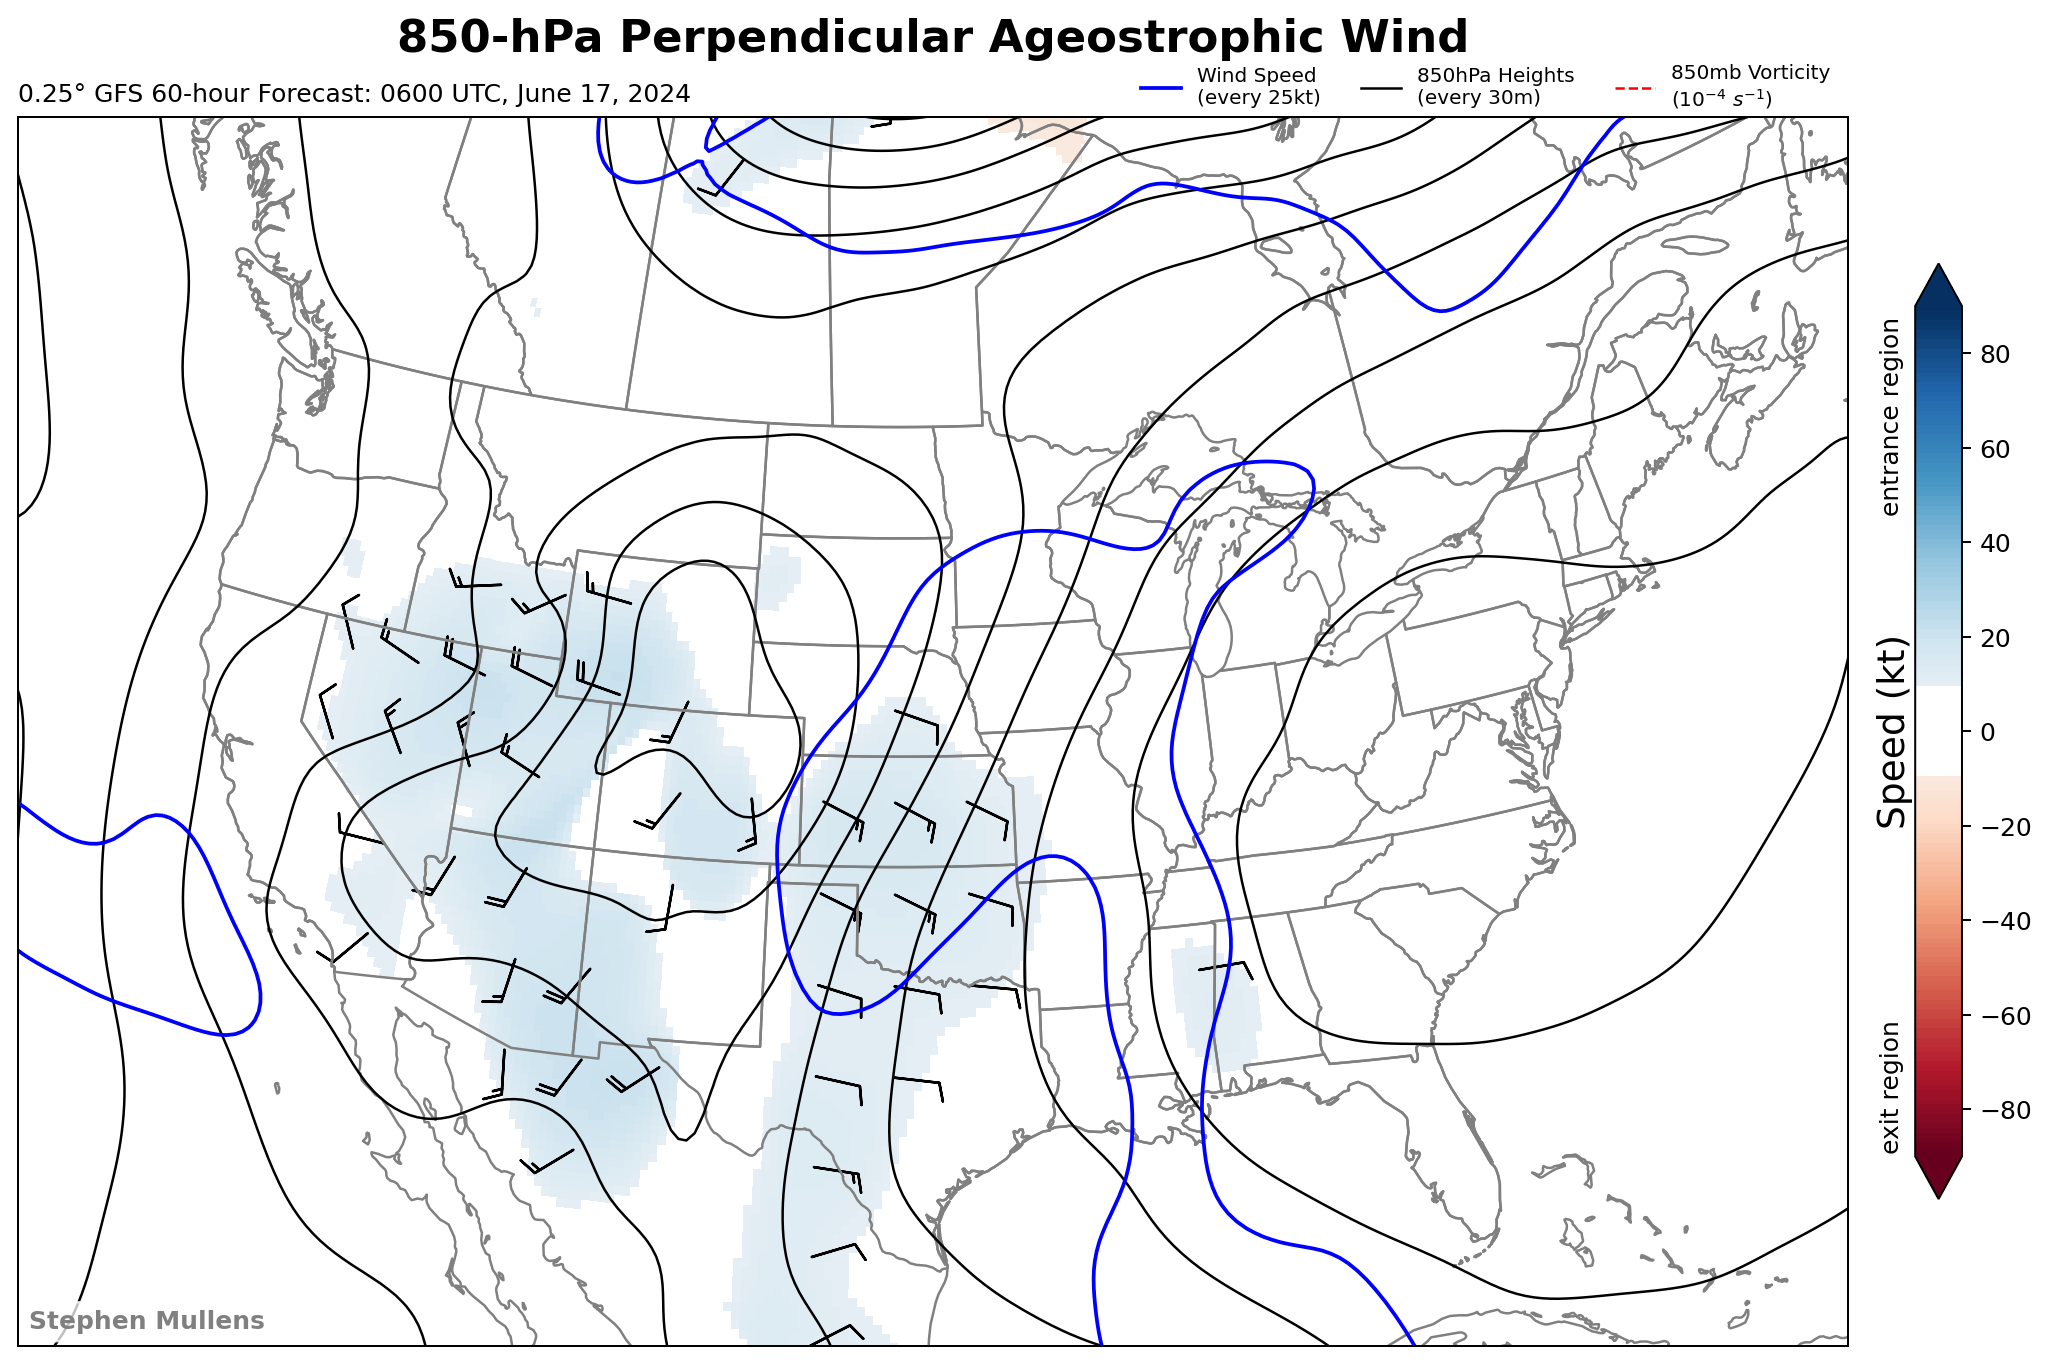 850-hPa Perpendicular Ageostrophic Wind
0.25° GFS 60-hour Forecast: 0600 UTC, June 17, 2024
Wind Speed
(every 25kt)
850hPa Heights
(every 30m)
850mb Vorticity
(10⁻⁴ s⁻¹)
entrance region
Speed (kt)
exit region
80
60
40
20
0
−20
−40
−60
−80
Stephen Mullens